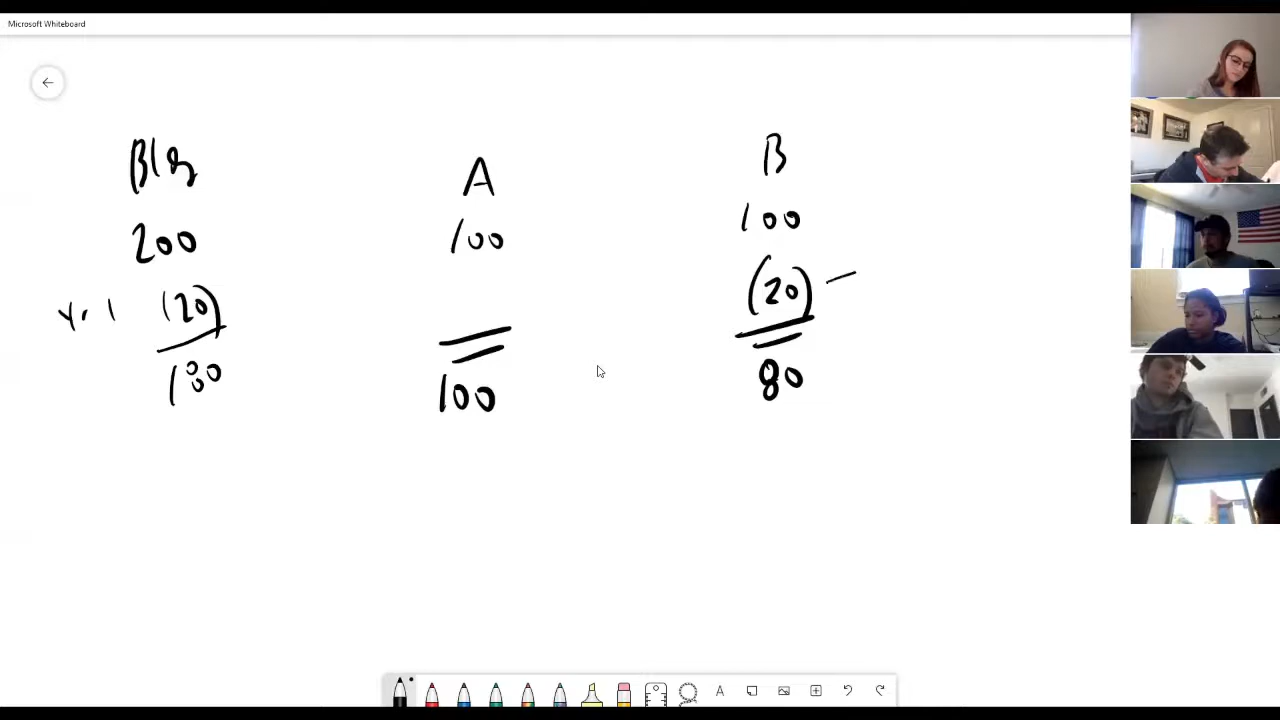 Microsoft Whiteboard
Bldg A B
200 100 100
Yr 1 (20) (20) —
180 100 80
A